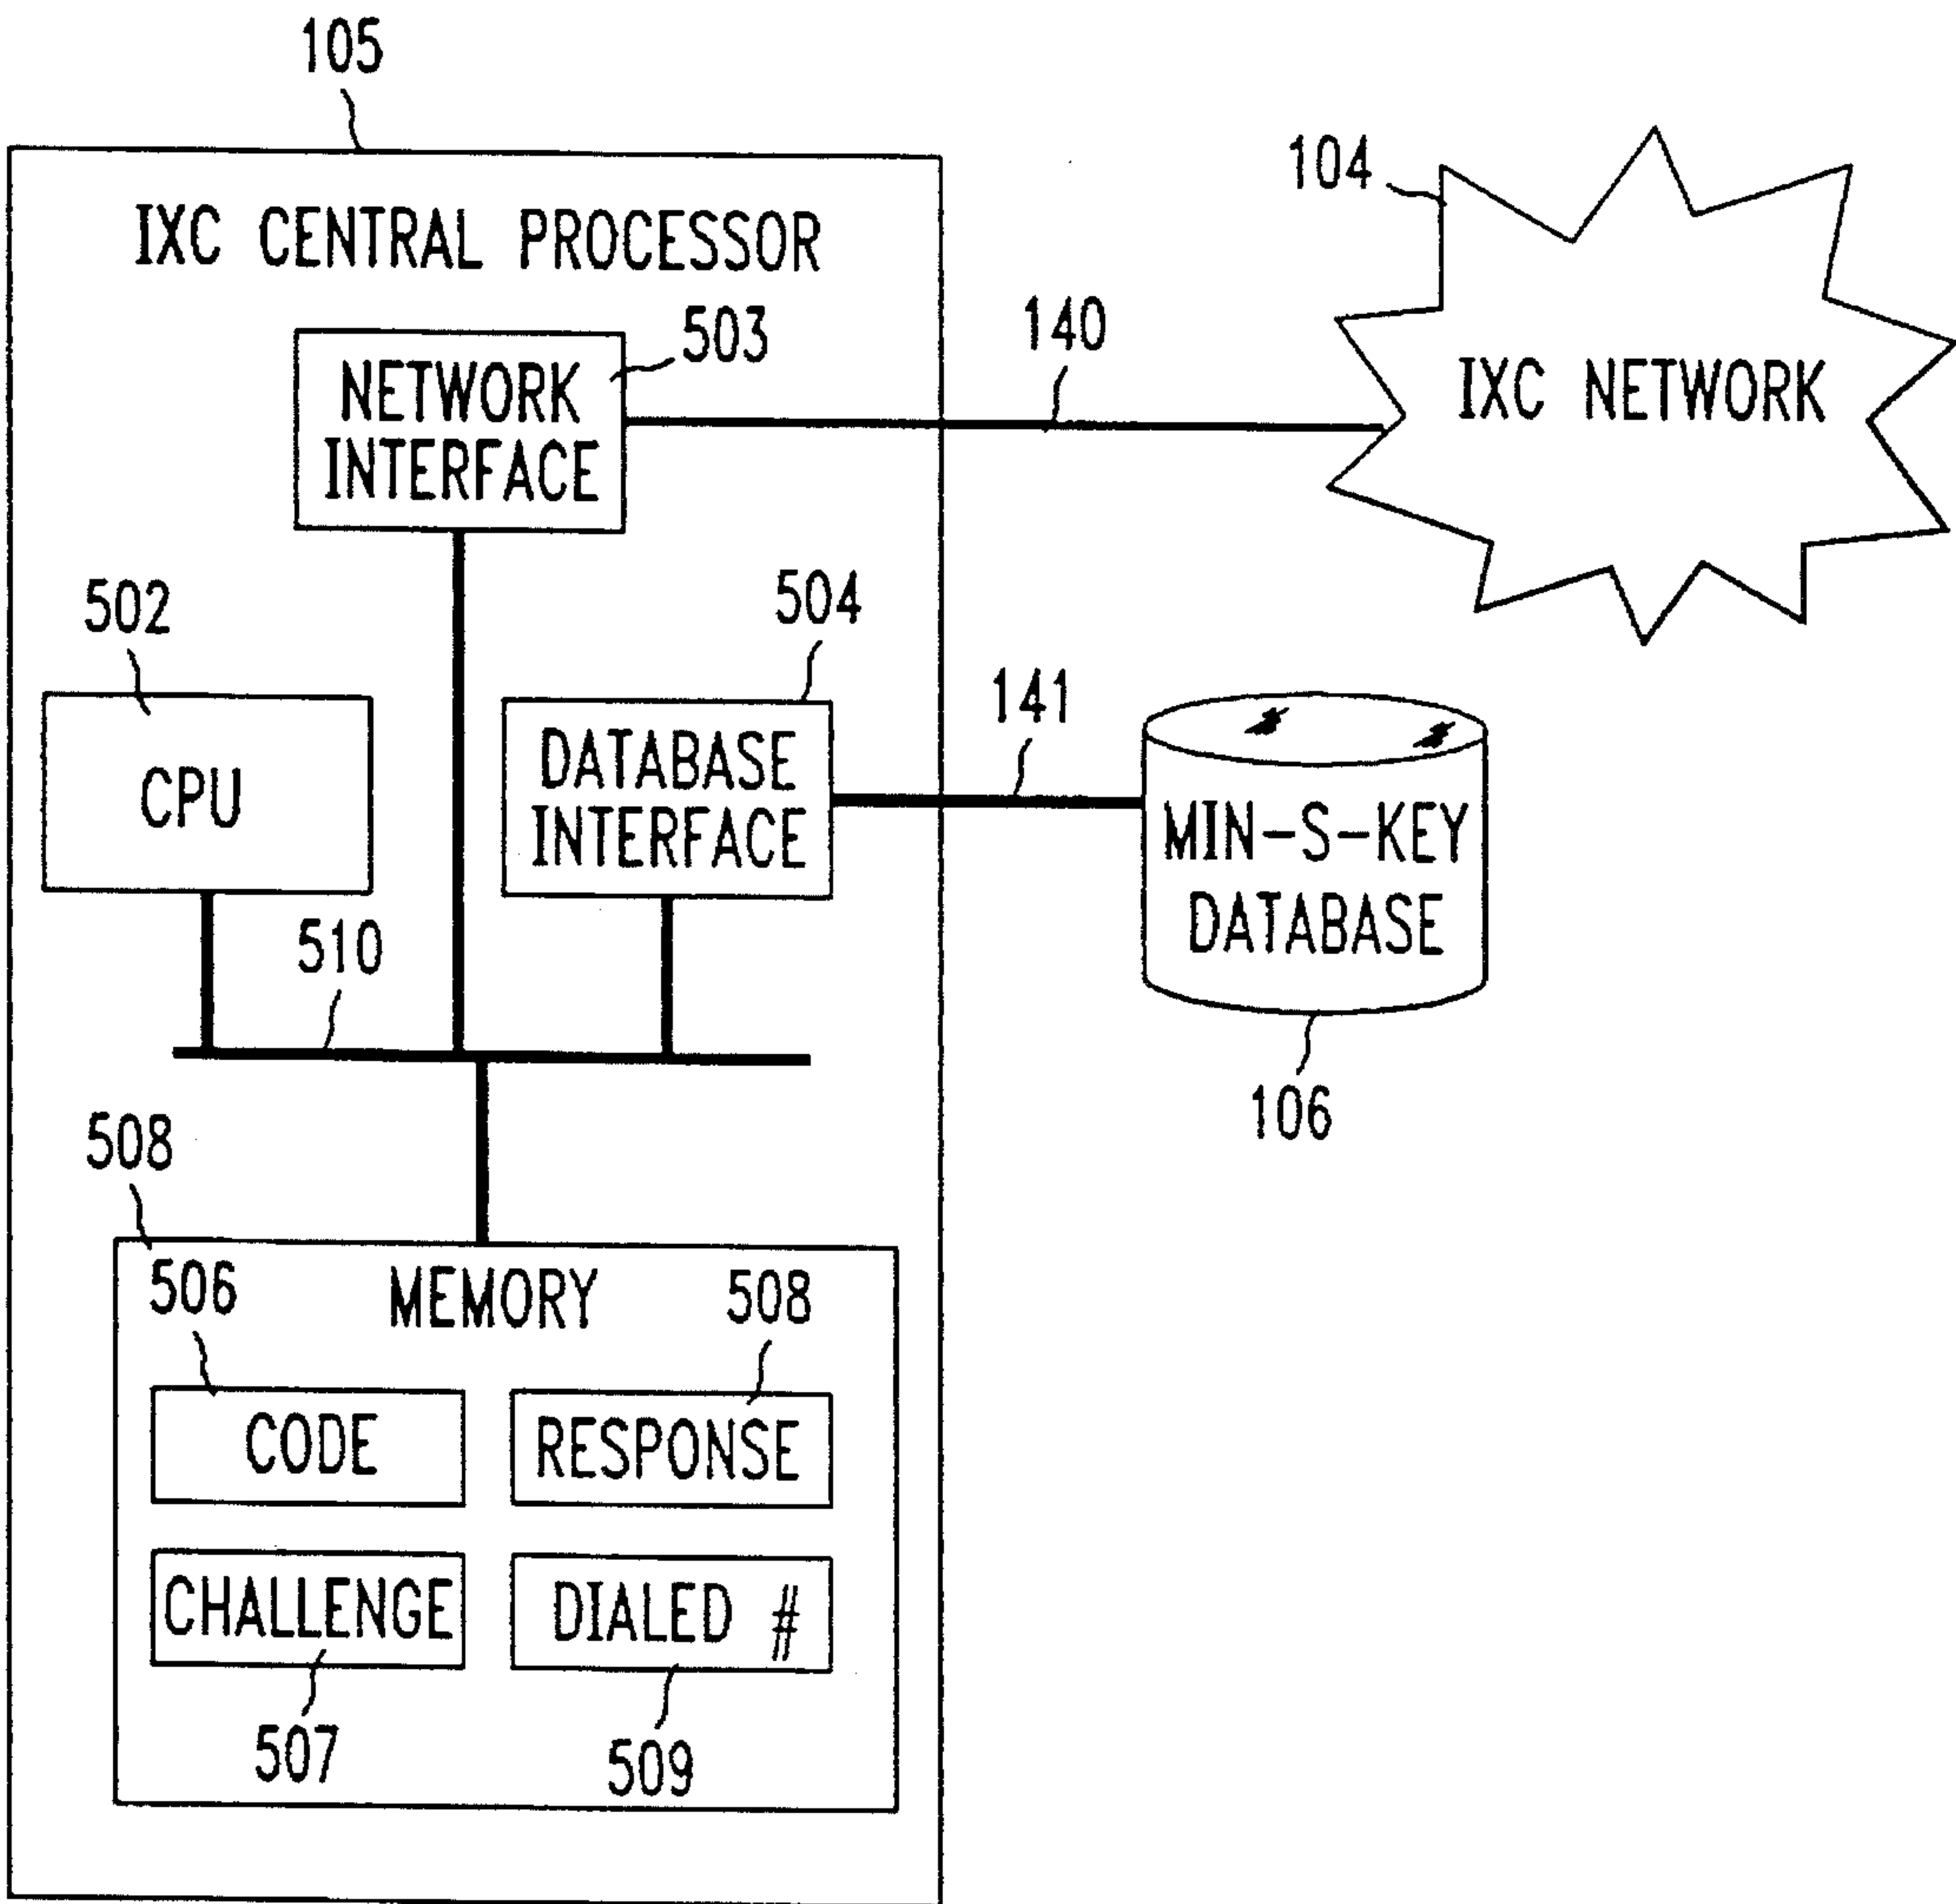 105
IXC CENTRAL PROCESSOR
104
503
NETWORK
INTERFACE
140
IXC NETWORK
502
CPU
504
DATABASE
INTERFACE
141
MIN-S-KEY
DATABASE
510
106
508
506
MEMORY
508
CODE
RESPONSE
CHALLENGE
DIALED #
507
509